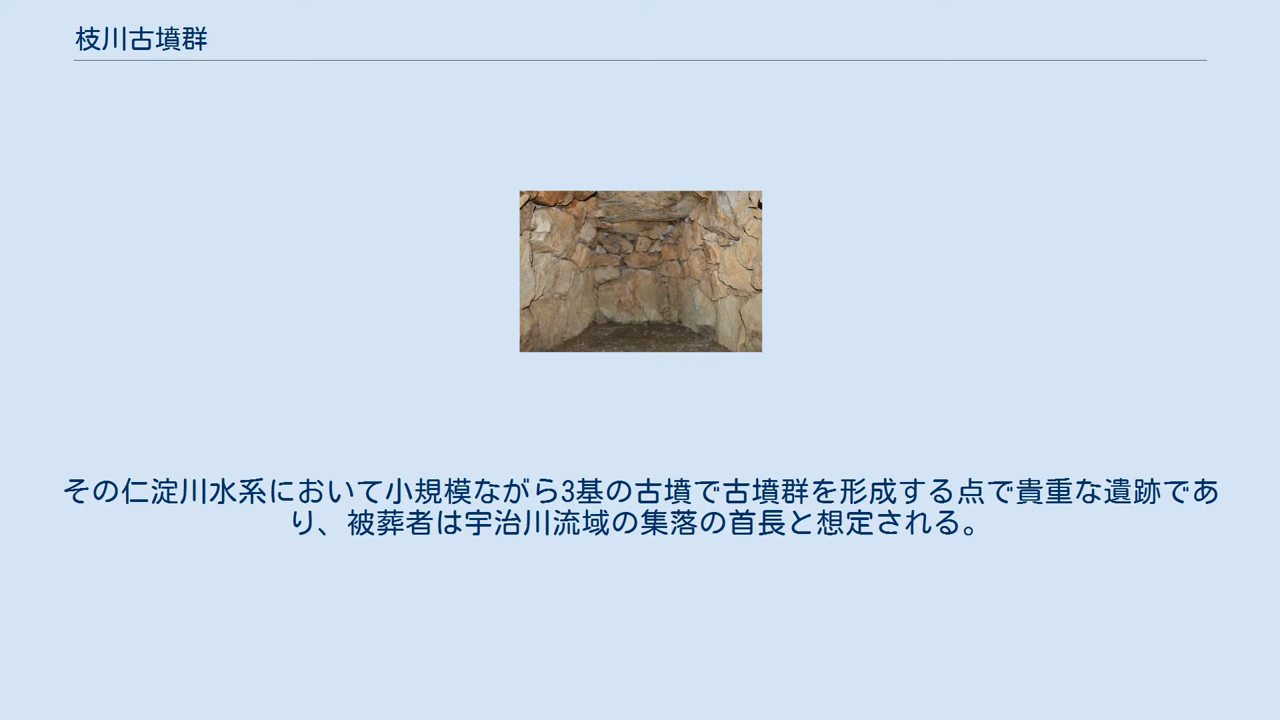 枝川古墳群
その仁淀川水系において小規模ながら3基の古墳で古墳群を形成する点で貴重な遺跡であ
り、被葬者は宇治川流域の集落の首長と想定される。